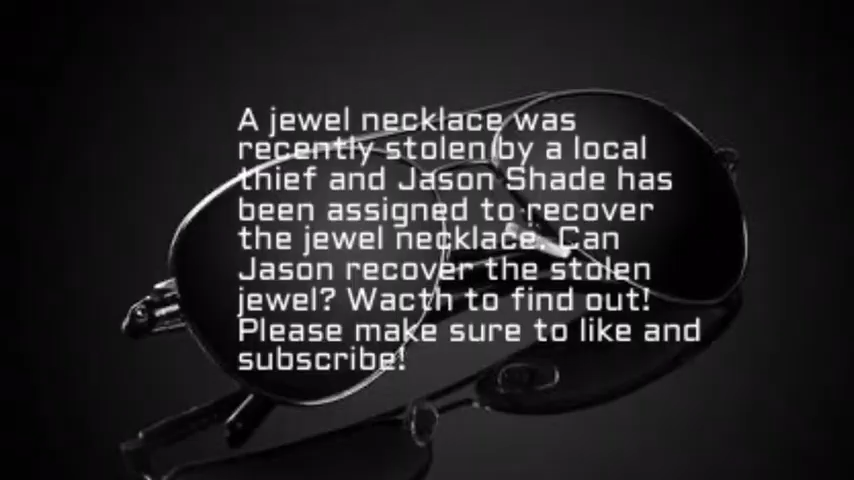 A jewel necklace was
recently stolen by a local
thief and Jason Shade has
been assigned to recover
the jewel necklace. Can
Jason recover the stolen
jewel? Wacth to find out!
Please make sure to like and
subscribe!